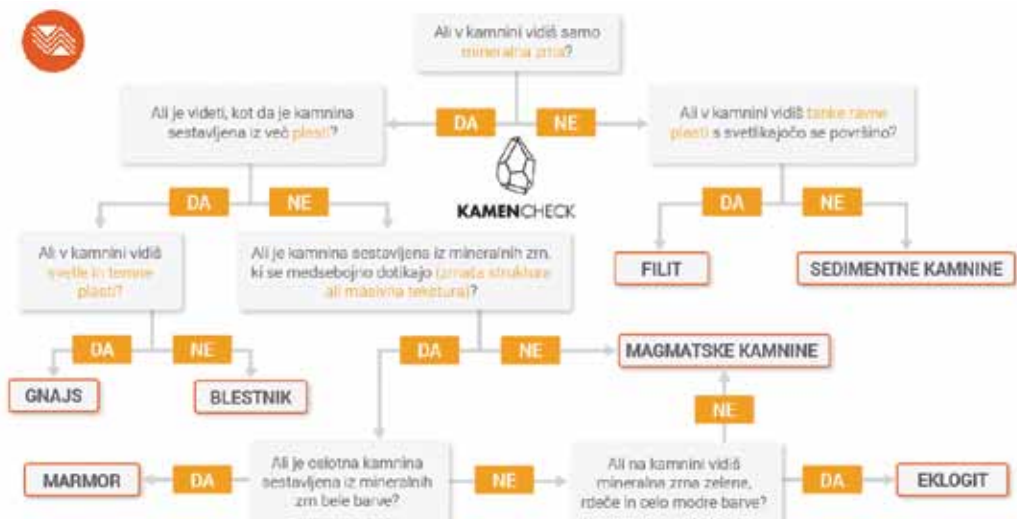 Ali v kamnini vidiš samo
mineralna zrna?
Ali je videti, kot da je kamnina
sestavljena iz več plasti?
DA
NE
Ali v kamnini vidiš tanke ravne
plasti s svetlikajočo se površino?
KAMENCHECK
DA
NE
DA
NE
Ali v kamnini vidiš
svetle in temne
plasti?
Ali je kamnina sestavljena iz mineralnih zrn,
ki se medsebojno dotikajo (zrnata struktura
ali masivna tekstura)?
FILIT
SEDIMENTNE KAMNINE
DA
NE
DA
NE
MAGMATSKE KAMNINE
GNAJS
BLESTNIK
NE
MARMOR
DA
Ali je celotna kamnina
sestavljena iz mineralnih
zrn bele barve?
NE
Ali na kamnini vidiš
mineralna zrna zelene,
rdeče in celo modre barve?
DA
EKLOGIT